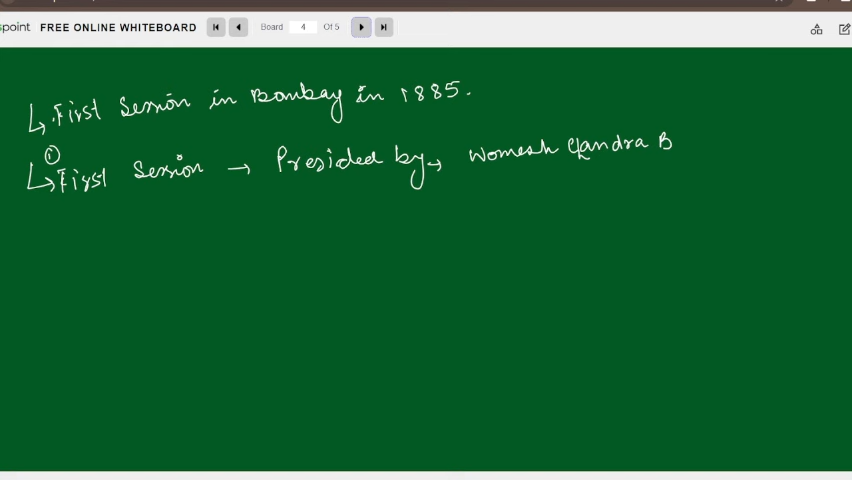 point FREE ONLINE WHITEBOARD Board 4 Of 5
First Session in Bombay in 1885.
①
First Session → Presided by → Womesh Chandra B